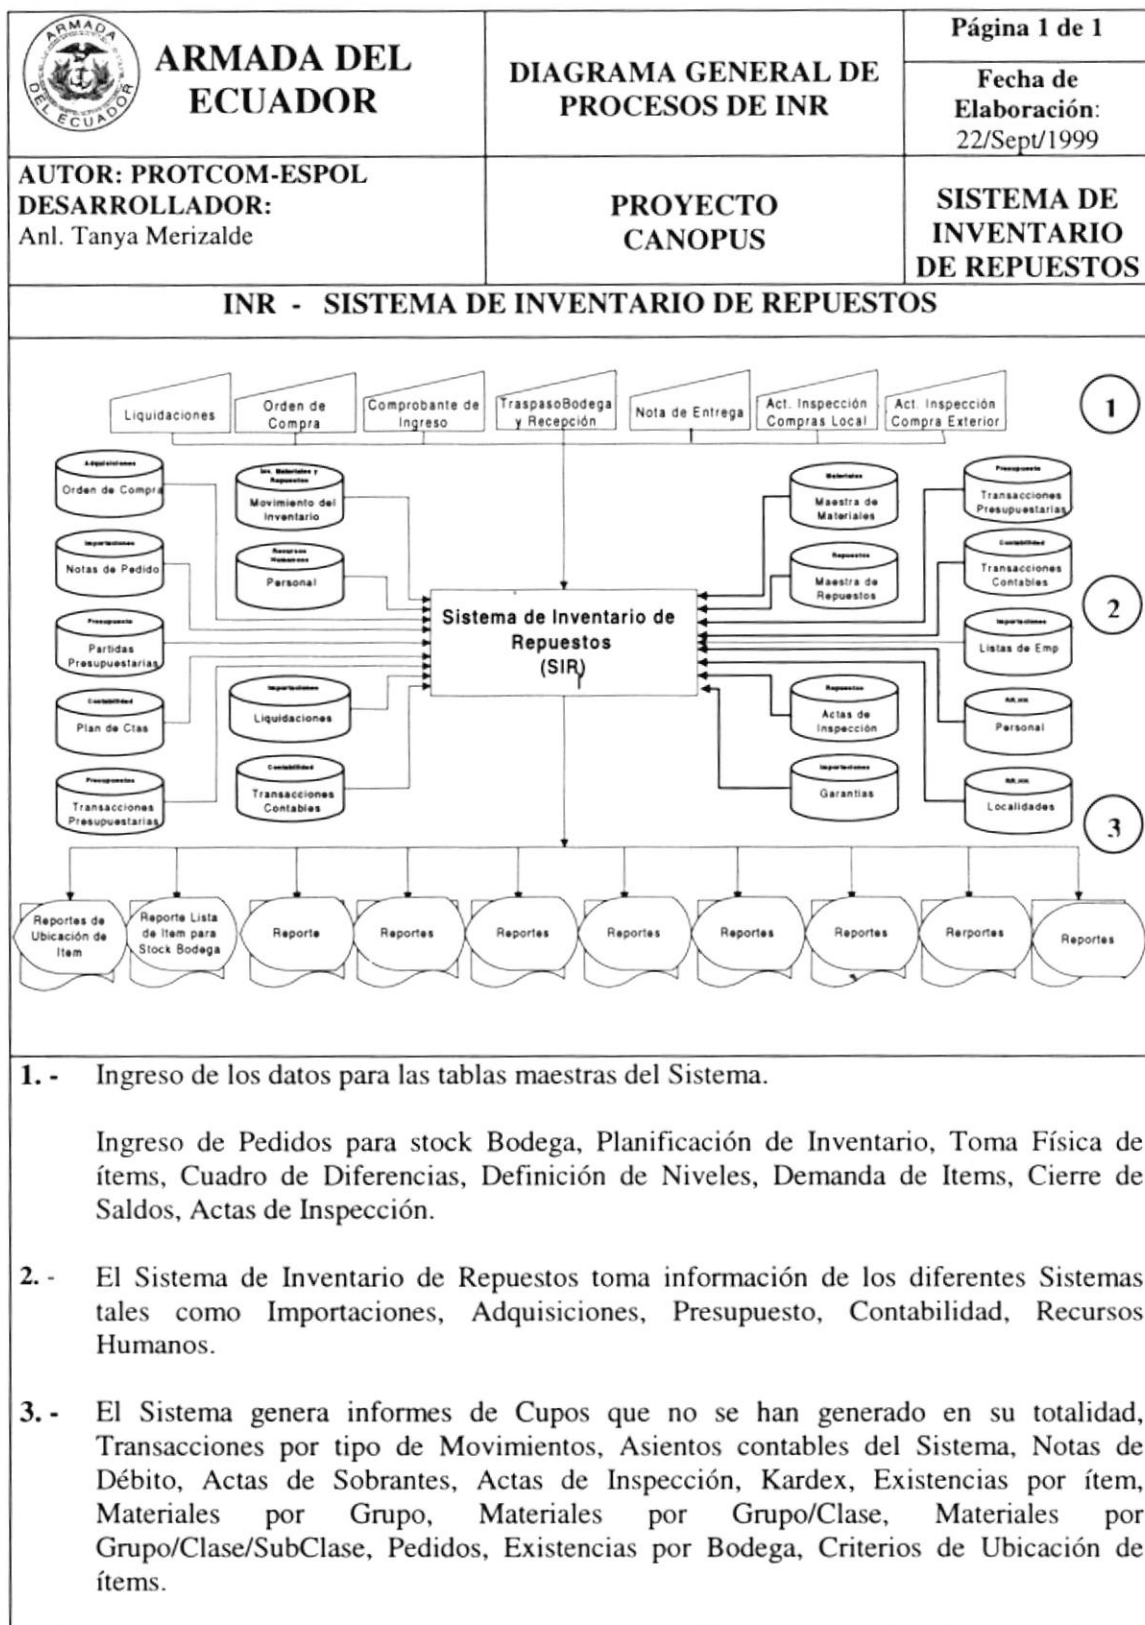 ARMADA DEL ECUADOR
ARMADA DEL
ECUADOR
DIAGRAMA GENERAL DE
PROCESOS DE INR
Página 1 de 1
Fecha de
Elaboración:
22/Sept/1999
AUTOR: PROTCOM-ESPOL
DESARROLLADOR:
Anl. Tanya Merizalde
PROYECTO
CANOPUS
SISTEMA DE
INVENTARIO
DE REPUESTOS
INR - SISTEMA DE INVENTARIO DE REPUESTOS
Liquidaciones
Orden de
Compra
Comprobante de
Ingreso
TraspasoBodega
y Recepción
Nota de Entrega
Act. Inspección
Compras Local
Act. Inspección
Compra Exterior
1
Adquisiciones
Orden de Compra
Inv. Materiales y
Repuestos
Movimiento del
Inventario
Materiales
Maestra de
Materiales
Presupuesto
Transacciones
Presupuestarias
Importaciones
Notas de Pedido
Recursos
Humanos
Personal
Repuestos
Maestra de
Repuestos
Contabilidad
Transacciones
Contables
2
Presupuesto
Partidas
Presupuestarias
Sistema de Inventario de
Repuestos
(SIR)
Importaciones
Listas de Emp
Contabilidad
Plan de Ctas
Importaciones
Liquidaciones
Repuestos
Actas de
Inspección
RR.HH.
Personal
Presupuestos
Transacciones
Presupuestarias
Contabilidad
Transacciones
Contables
Importaciones
Garantias
RR.HH.
Localidades
3
Reportes de
Ubicación de
Item
Reporte Lista
de Item para
Stock Bodega
Reporte
Reportes
Reportes
Reportes
Reportes
Reportes
Rerportes
Reportes
1. - Ingreso de los datos para las tablas maestras del Sistema.
Ingreso de Pedidos para stock Bodega, Planificación de Inventario, Toma Física de
ítems, Cuadro de Diferencias, Definición de Niveles, Demanda de Items, Cierre de
Saldos, Actas de Inspección.
2. - El Sistema de Inventario de Repuestos toma información de los diferentes Sistemas
tales como Importaciones, Adquisiciones, Presupuesto, Contabilidad, Recursos
Humanos.
3. - El Sistema genera informes de Cupos que no se han generado en su totalidad,
Transacciones por tipo de Movimientos, Asientos contables del Sistema, Notas de
Débito, Actas de Sobrantes, Actas de Inspección, Kardex, Existencias por ítem,
Materiales por Grupo, Materiales por Grupo/Clase, Materiales por
Grupo/Clase/SubClase, Pedidos, Existencias por Bodega, Criterios de Ubicación de
ítems.